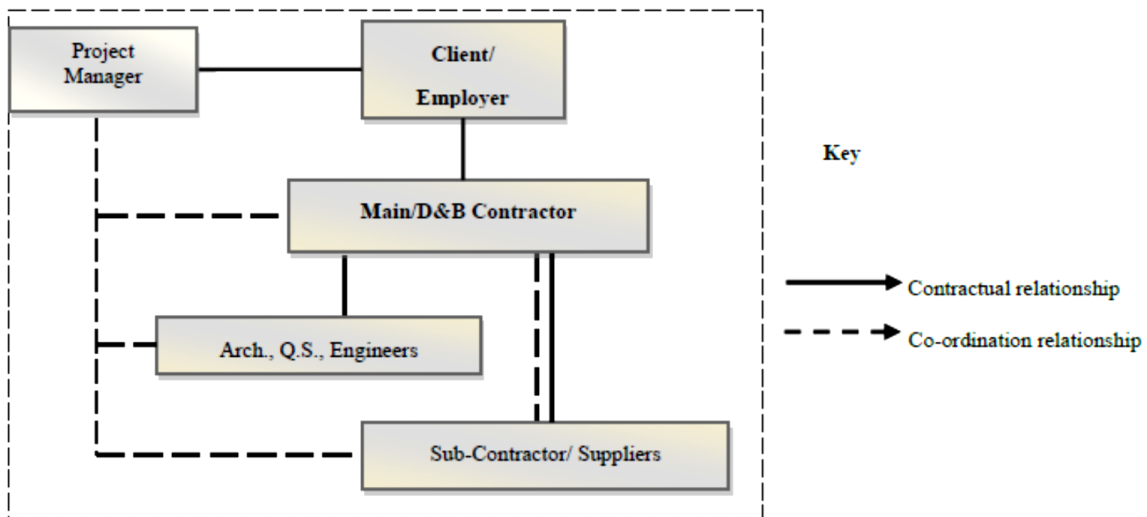 Project
Manager
Client/
Employer
Key
Main/D&B Contractor
Contractual relationship
Arch., Q.S., Engineers
Co-ordination relationship
Sub-Contractor/ Suppliers